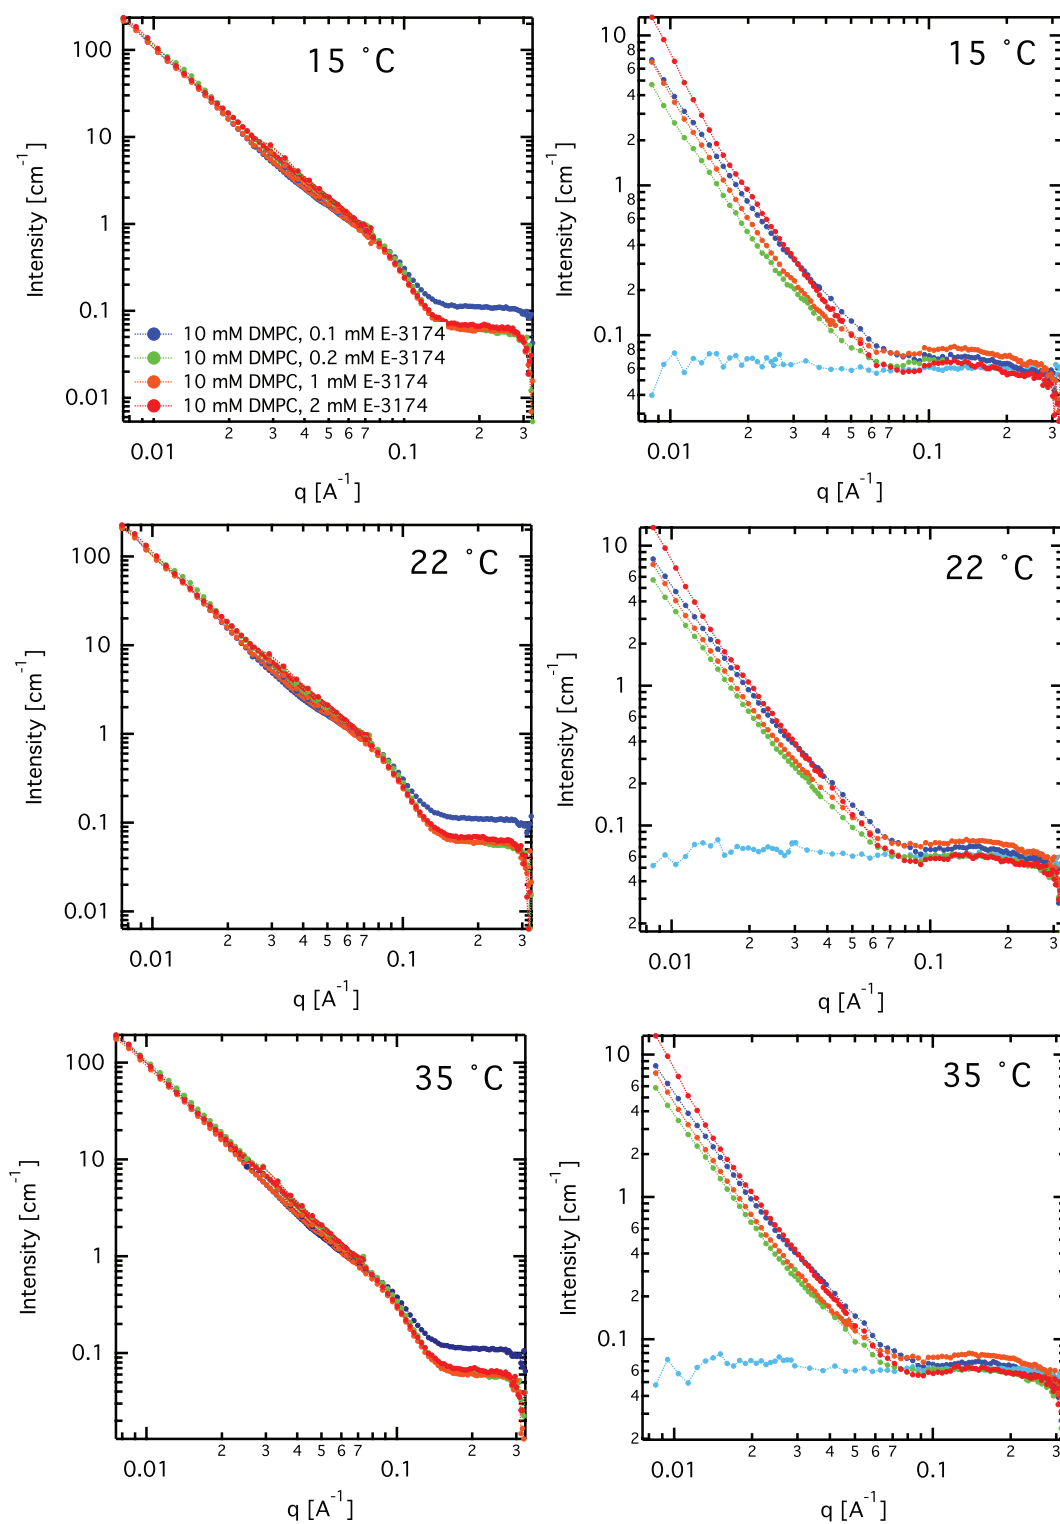 15 °C
Intensity [cm⁻¹]
100
10
1
0.1
0.01
10 mM DMPC, 0.1 mM E-3174
10 mM DMPC, 0.2 mM E-3174
10 mM DMPC, 1 mM E-3174
10 mM DMPC, 2 mM E-3174
0.01 2 3 4 5 6 7 0.1 2 3
q [A⁻¹]
15 °C
Intensity [cm⁻¹]
10
8
6
4
2
1
8
6
4
2
0.1
8
6
4
0.01 2 3 4 5 6 7 0.1 2 3
q [A⁻¹]
22 °C
Intensity [cm⁻¹]
100
10
1
0.1
0.01
0.01 2 3 4 5 6 7 0.1 2 3
q [A⁻¹]
22 °C
Intensity [cm⁻¹]
10
6
4
2
1
6
4
2
0.1
6
4
2
0.01 2 3 4 5 6 7 0.1 2 3
q [A⁻¹]
35 °C
Intensity [cm⁻¹]
100
10
1
0.1
0.01 2 3 4 5 6 7 0.1 2 3
q [A⁻¹]
35 °C
Intensity [cm⁻¹]
10
6
4
2
1
6
4
2
0.1
6
4
2
0.01 2 3 4 5 6 7 0.1 2 3
q [A⁻¹]